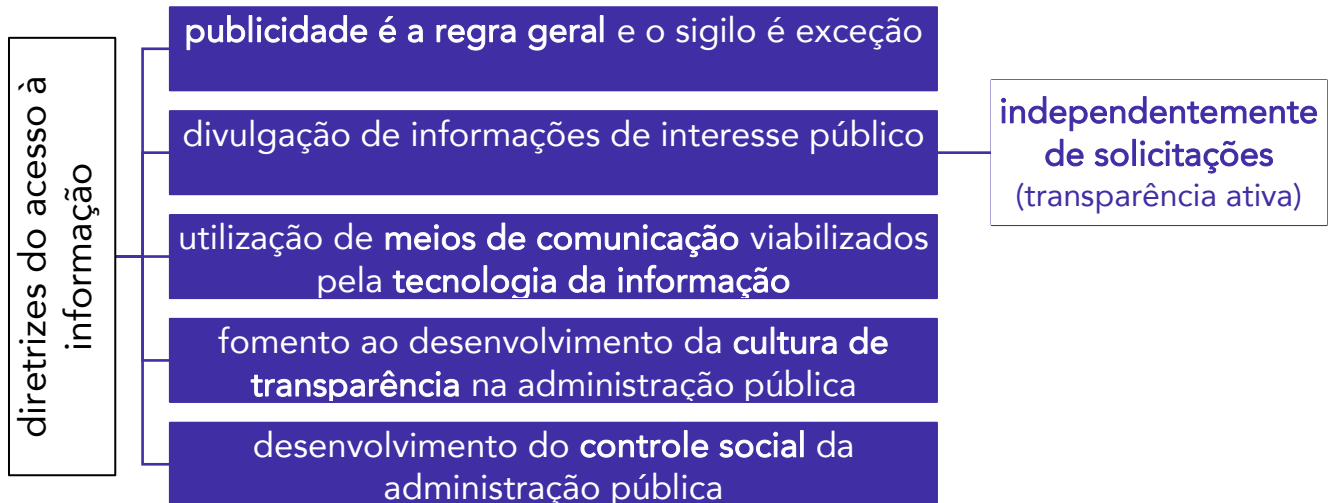 diretrizes do acesso à
informação
publicidade é a regra geral e o sigilo é exceção
divulgação de informações de interesse público
independentemente
de solicitações
(transparência ativa)
utilização de meios de comunicação viabilizados
pela tecnologia da informação
fomento ao desenvolvimento da cultura de
transparência na administração pública
desenvolvimento do controle social da
administração pública